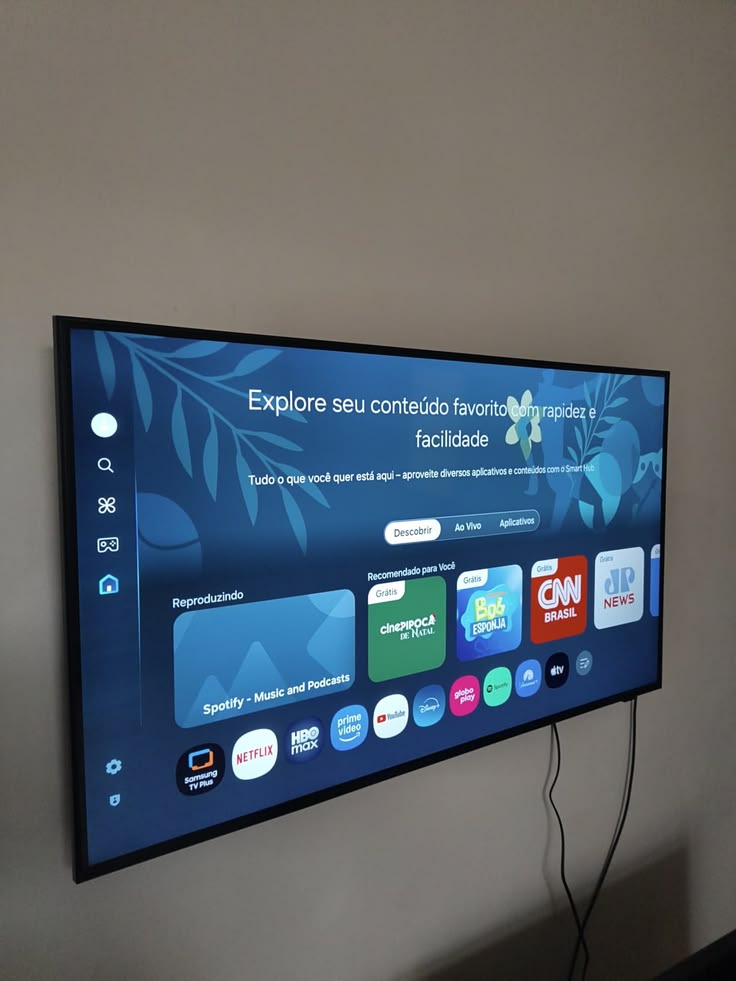 Explore seu conteúdo favorito com rapidez e
facilidade
Tudo o que você quer está aqui – aproveite diversos aplicativos e conteúdos com o Smart Hub
Descobrir
Ao Vivo
Aplicativos
Reproduzindo
Spotify - Music and Podcasts
Recomendado para Você
Grátis
cinePIPOCA
DE NATAL
Grátis
Bob
ESPONJA
Grátis
CNN
BRASIL
Grátis
JP
NEWS
Samsung
TV Plus
NETFLIX
HBO
max
prime
video
YouTube
Disney+
globo
play
Spotify
Paramount+
tv